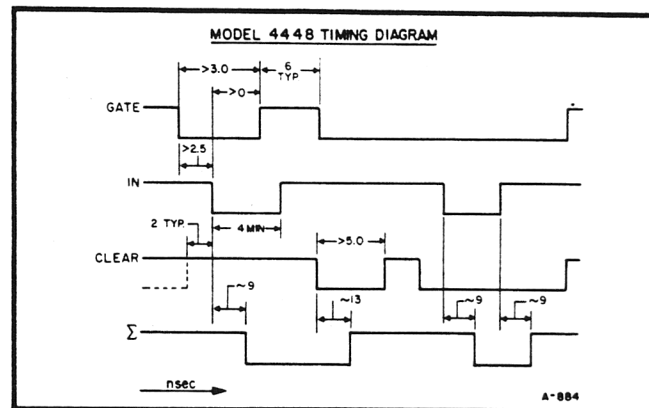 MODEL 4448 TIMING DIAGRAM
>3.0
6
TYP
>0
GATE
>2.5
IN
2 TYP.
4 MIN
CLEAR
>5.0
~9
~13
~9
~9
Σ
nsec
A-884